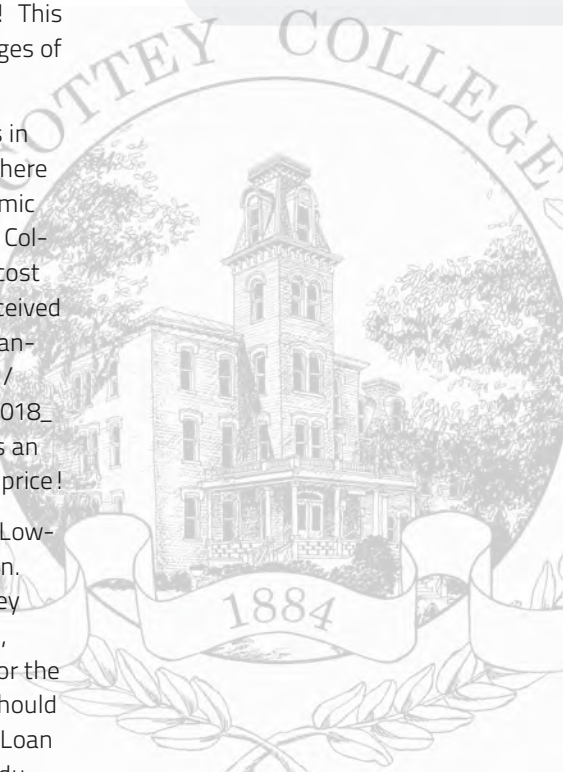 ! This
ges of
COTTEY COLLEGE
s in
here
mic
Col-
cost
ceived
an-
/
018_
s an
price!
Low-
n.
ey
,
or the
hould
Loan
1884